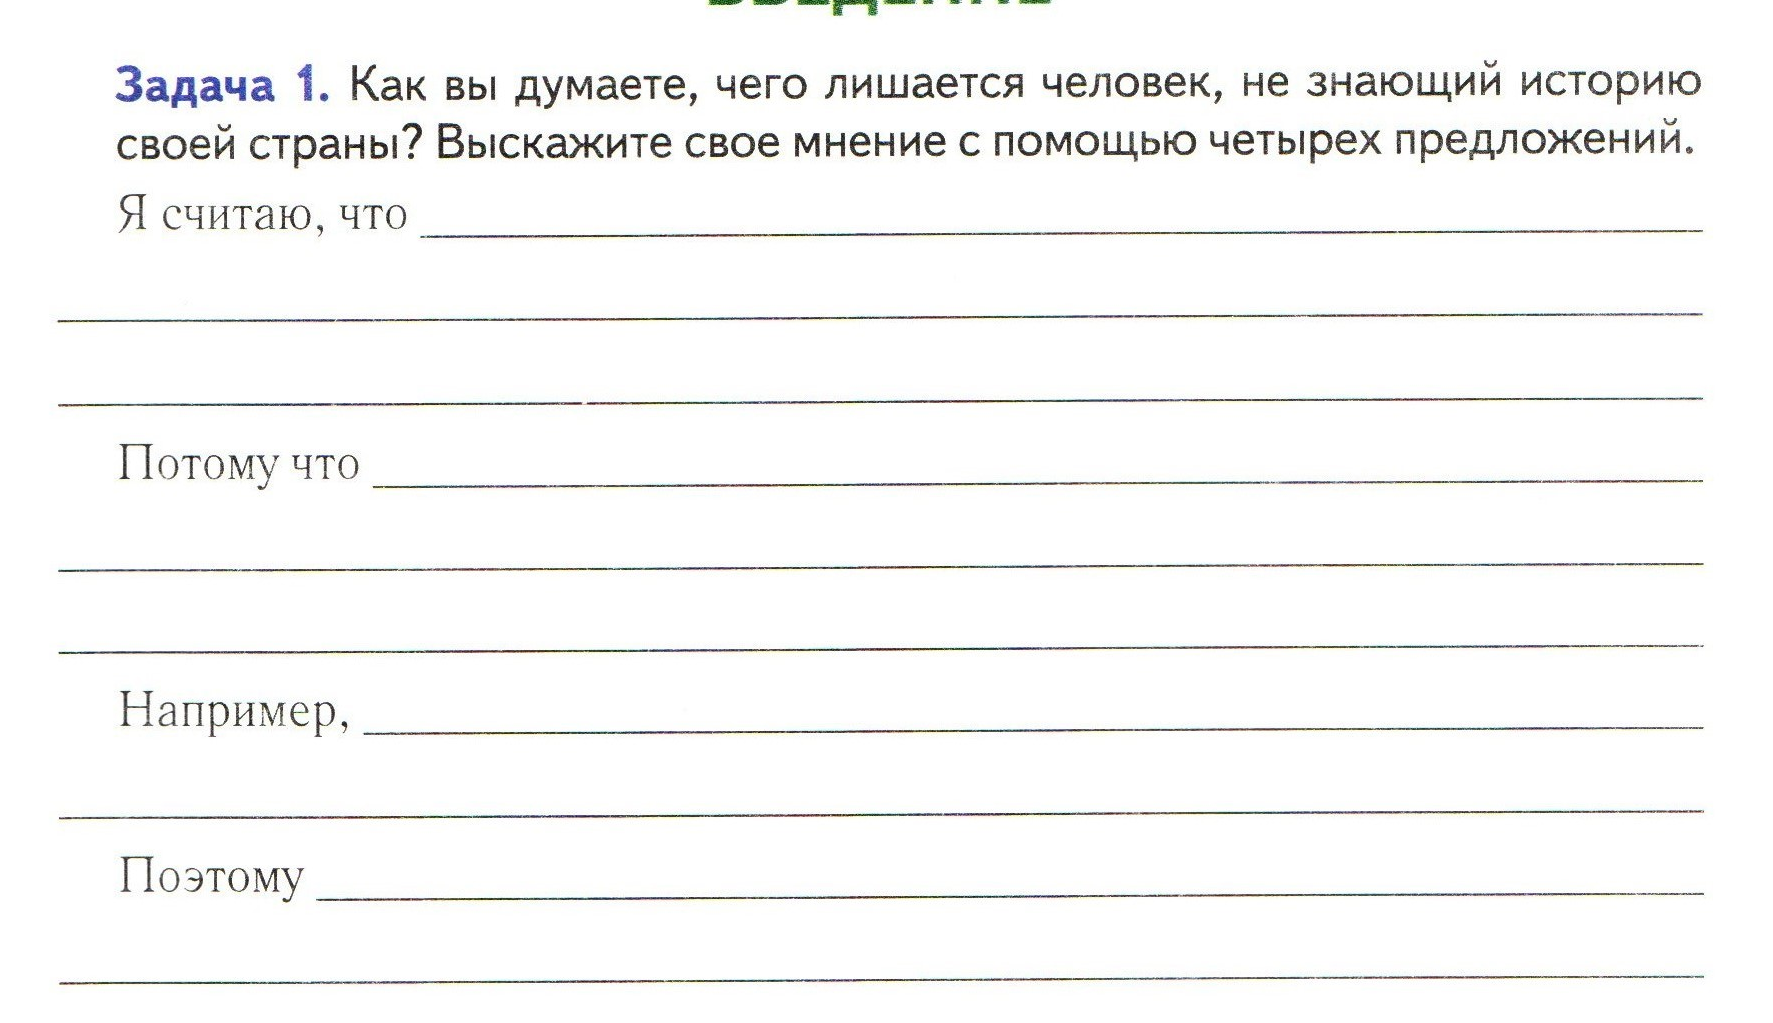 Задача 1. Как вы думаете, чего лишается человек, не знающий историю
своей страны? Выскажите свое мнение с помощью четырех предложений.
Я считаю, что
Потому что
Например,
Поэтому